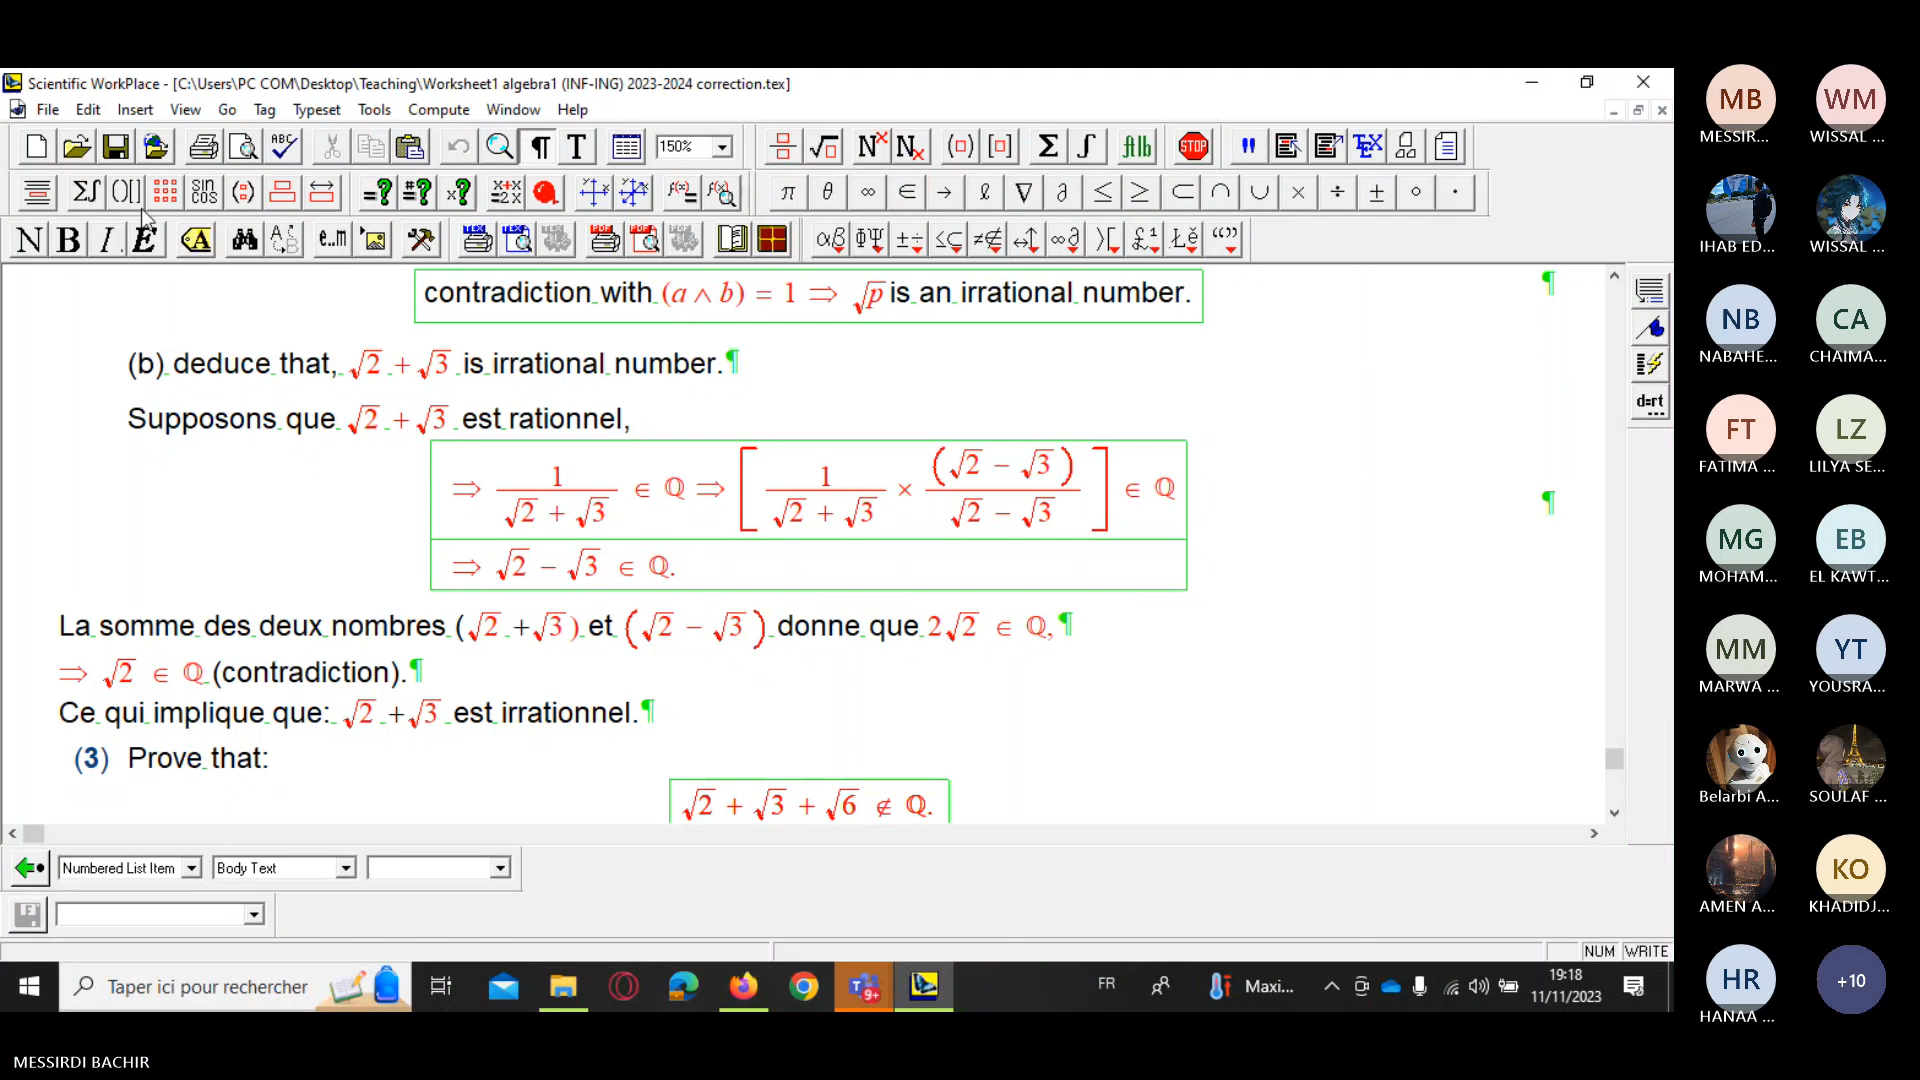 Scientific WorkPlace - [C:\Users\PC COM\Desktop\Teaching\Worksheet1 algebra1 (INF-ING) 2023-2024 correction.tex]
File Edit Insert View Go Tag Typeset Tools Compute Window Help
150%
contradiction with (a ∧ b) = 1 ⇒ √p is an irrational number.
(b) deduce that, √2 + √3 is irrational number.¶
Supposons que √2 + √3 est rationnel,
⇒ 1/(√2 + √3) ∈ ℚ ⇒ [ 1/(√2 + √3) × (√2 − √3)/(√2 − √3) ] ∈ ℚ
⇒ √2 − √3 ∈ ℚ.
La somme des deux nombres (√2 +√3) et (√2 − √3) donne que 2√2 ∈ ℚ,¶
⇒ √2 ∈ ℚ (contradiction).¶
Ce qui implique que: √2 +√3 est irrationnel.¶
(3) Prove that:
√2 + √3 + √6 ∉ ℚ.
Numbered List Item Body Text
NUM WRITE
Taper ici pour rechercher
FR
Maxi...
19:18
11/11/2023
MB WM
MESSIR... WISSAL ...
IHAB ED... WISSAL ...
NB CA
NABAHE... CHAIMA...
FT LZ
FATIMA ... LILYA SE...
MG EB
MOHAM... EL KAWT...
MM YT
MARWA ... YOUSRA...
Belarbi A... SOULAF ...
KO
AMEN A... KHADIDJ...
HR +10
HANAA ...
MESSIRDI BACHIR